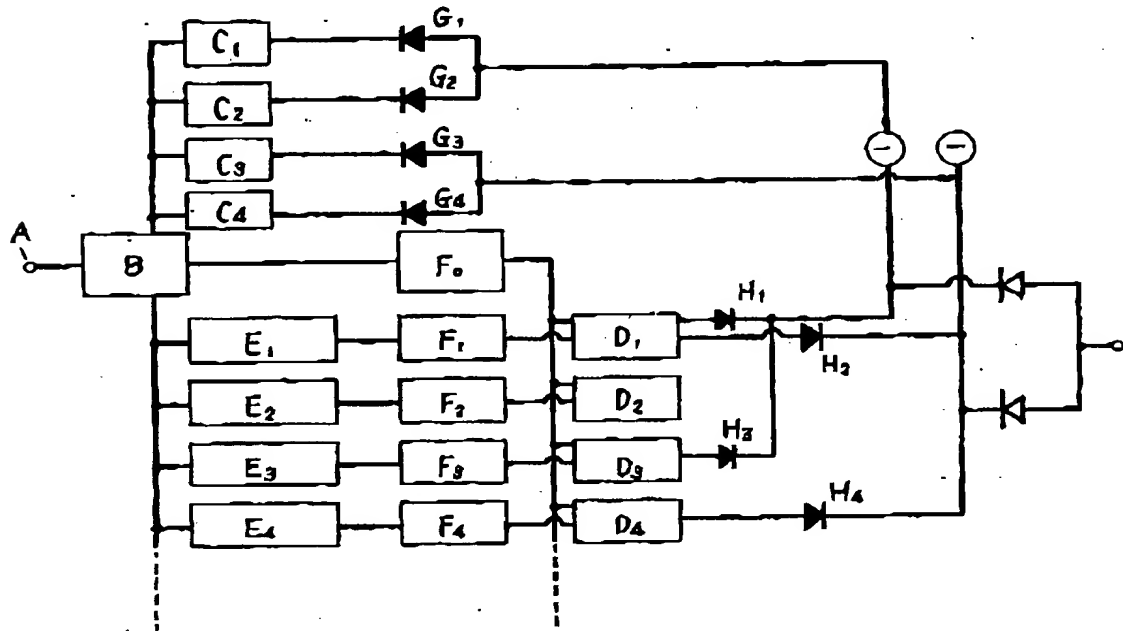 C1 G1
C2 G2
C3 G3
C4 G4
A B F0
− −
E1 F1 D1 H1
H2
E2 F2 D2
E3 F3 D3 H3
E4 F4 D4 H4